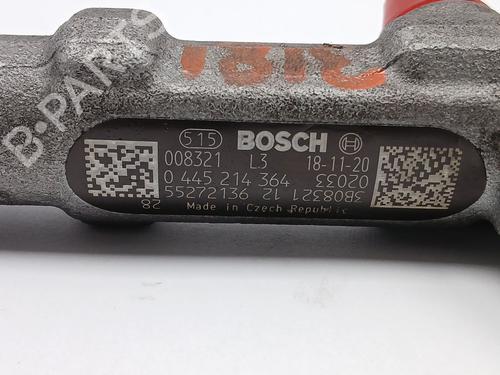 B-PARTS
515 BOSCH
008321 L3 18-11-20
0 445 214 364 02033
55272136 12 3B08321
28 Made in Czech Republic